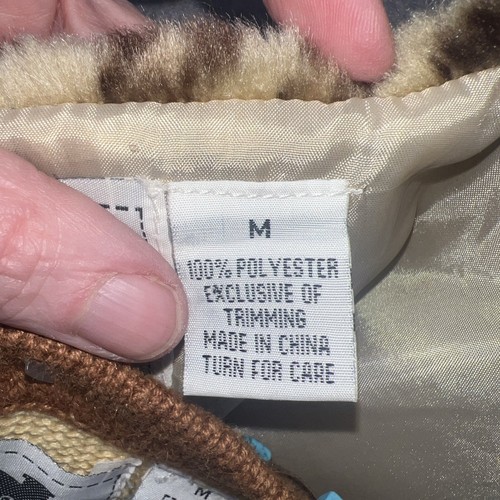 M
100% POLYESTER
EXCLUSIVE OF
TRIMMING
MADE IN CHINA
TURN FOR CARE
M